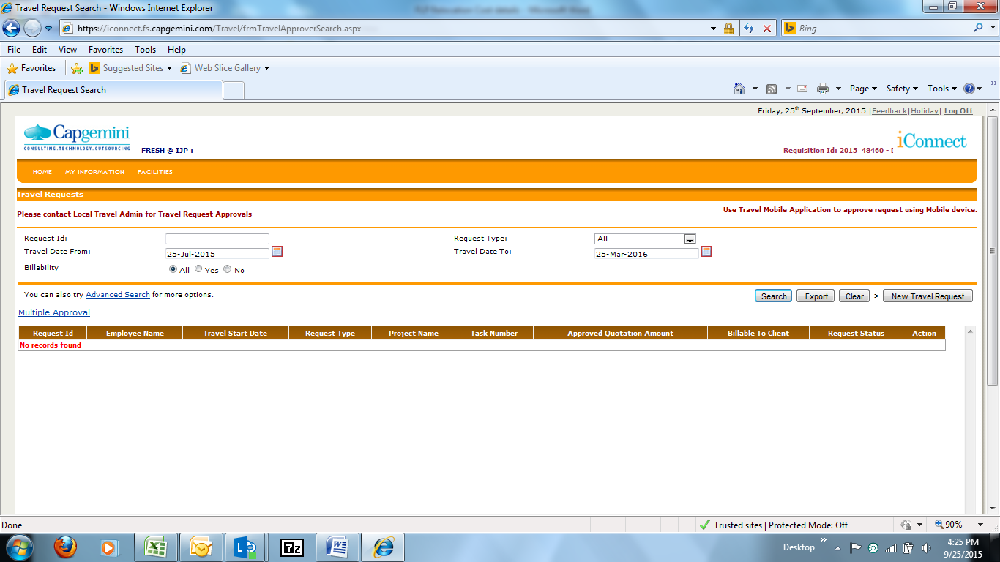 Travel Request Search - Windows Internet Explorer
https://iconnect.fs.capgemini.com/Travel/frmTravelApproverSearch.aspx
Bing
File Edit View Favorites Tools Help
Favorites Suggested Sites Web Slice Gallery
Travel Request Search
Page Safety Tools
Friday, 25th September, 2015 |Feedback|Holiday| Log Off
Capgemini
CONSULTING.TECHNOLOGY.OUTSOURCING
FRESH @ IJP :
Requisition Id: 2015_48460 -
iConnect
HOME MY INFORMATION FACILITIES
Travel Requests
Please contact Local Travel Admin for Travel Request Approvals
Use Travel Mobile Application to approve request using Mobile device.
Request Id: Request Type: All
Travel Date From: 25-Jul-2015 Travel Date To: 25-Mar-2016
Billability All Yes No
You can also try Advanced Search for more options. Search Export Clear > New Travel Request
Multiple Approval
Request Id Employee Name Travel Start Date Request Type Project Name Task Number Approved Quotation Amount Billable To Client Request Status Action
No records found
Done Trusted sites | Protected Mode: Off 90%
7z
Desktop
4:25 PM
9/25/2015